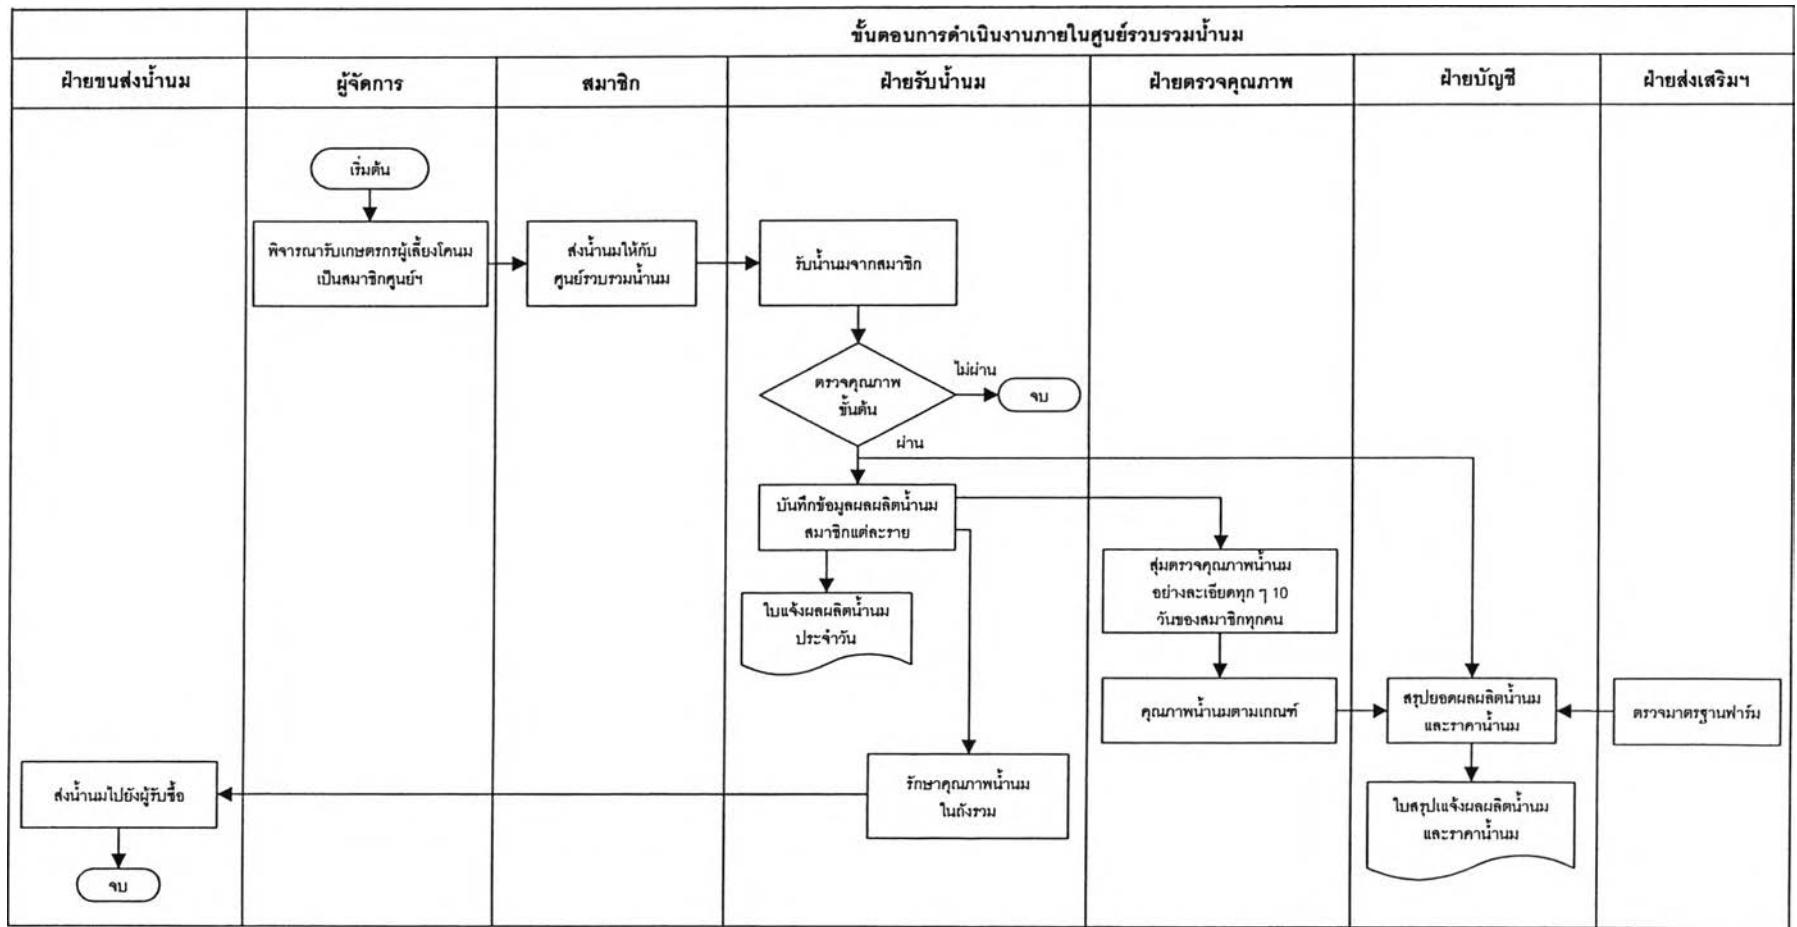 ขั้นตอนการดำเนินงานภายในศูนย์รวบรวมน้ำนม
ฝ่ายขนส่งน้ำนม
ผู้จัดการ
สมาชิก
ฝ่ายรับน้ำนม
ฝ่ายตรวจคุณภาพ
ฝ่ายบัญชี
ฝ่ายส่งเสริมฯ
เริ่มต้น
พิจารณารับเกษตรกรผู้เลี้ยงโคนม
เป็นสมาชิกศูนย์ฯ
ส่งน้ำนมให้กับ
ศูนย์รวบรวมน้ำนม
รับน้ำนมจากสมาชิก
ตรวจคุณภาพ
ขั้นต้น
ไม่ผ่าน
จบ
ผ่าน
บันทึกข้อมูลผลผลิตน้ำนม
สมาชิกแต่ละราย
สุ่มตรวจคุณภาพน้ำนม
อย่างละเอียดทุก ๆ 10
วันของสมาชิกทุกคน
ใบแจ้งผลผลิตน้ำนม
ประจำวัน
คุณภาพน้ำนมตามเกณฑ์
สรุปยอดผลผลิตน้ำนม
และราคาน้ำนม
ตรวจมาตรฐานฟาร์ม
ส่งน้ำนมไปยังผู้รับซื้อ
รักษาคุณภาพน้ำนม
ในถังรวม
ใบสรุปแจ้งผลผลิตน้ำนม
และราคาน้ำนม
จบ